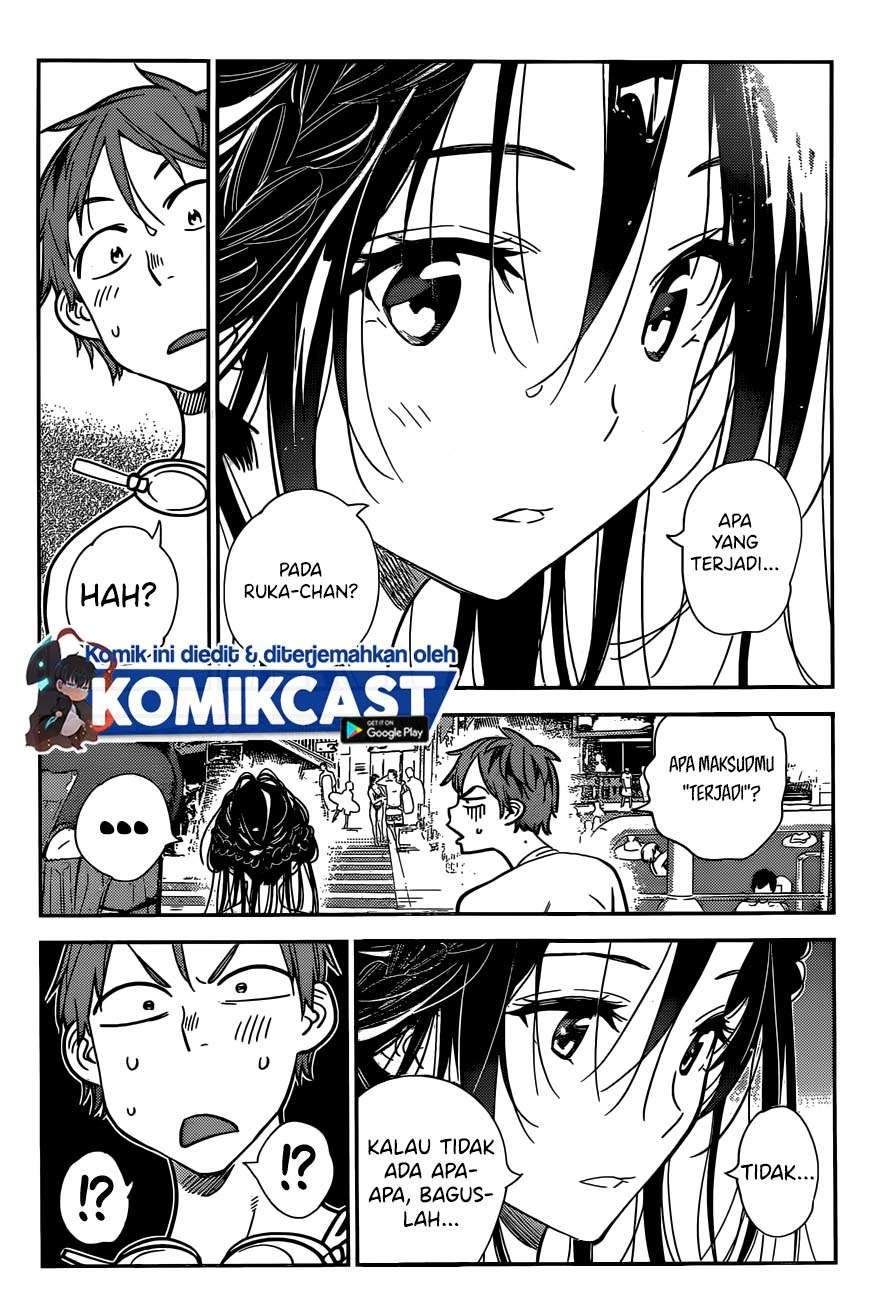 APA
YANG
TERJADI...
PADA
RUKA-CHAN?
HAH?
Komik ini diedit & diterjemahkan oleh
KOMIKCAST
GET IT ON
Google Play
APA MAKSUDMU
"TERJADI"?
...
TIDAK...
KALAU TIDAK
ADA APA-
APA, BAGUS-
LAH...
!?
!?